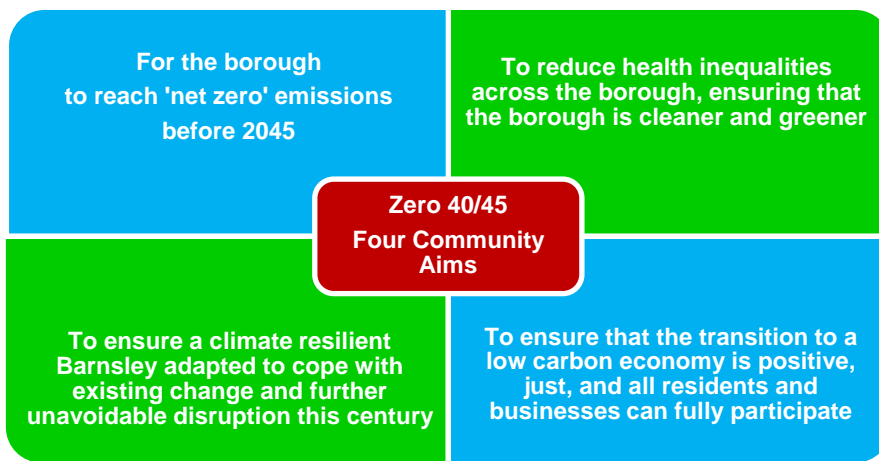 For the borough
to reach 'net zero' emissions
before 2045
To reduce health inequalities
across the borough, ensuring that
the borough is cleaner and greener
Zero 40/45
Four Community
Aims
To ensure a climate resilient
Barnsley adapted to cope with
existing change and further
unavoidable disruption this century
To ensure that the transition to a
low carbon economy is positive,
just, and all residents and
businesses can fully participate